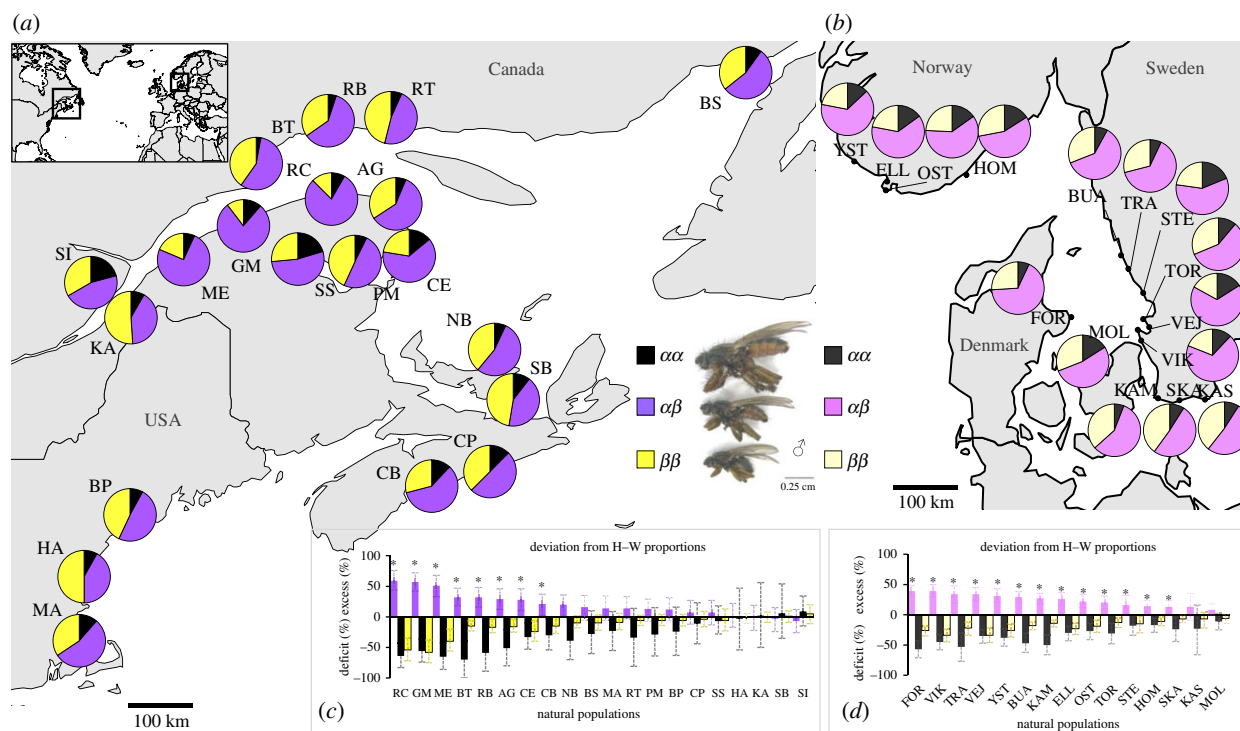 (a)
Canada
BS
RB
RT
BT
RC
AG
SI
ME
GM
SS
PM
CE
KA
NB
SB
USA
CP
CB
BP
HA
MA
100 km
αα
αβ
ββ
♂
0.25 cm
αα
αβ
ββ
(b)
Norway
Sweden
YST
ELL
OST
HOM
BUA
TRA
STE
TOR
FOR
MOL
VEJ
VIK
Denmark
KAM
SKA
KAS
100 km
deviation from H–W proportions
deficit (%) excess (%)
100
50
0
–50
–100
* * * * * * * *
RC GM ME BT RB AG CE CB NB BS MA RT PM BP CP SS HA KA SB SI
(c)
natural populations
deviation from H–W proportions
deficit (%) excess (%)
100
50
0
–50
–100
* * * * * * * * * * * * *
FOR VIK TRA VEJ YST BUA KAM ELL OST TOR STE HOM SKA KAS MOL
(d)
natural populations